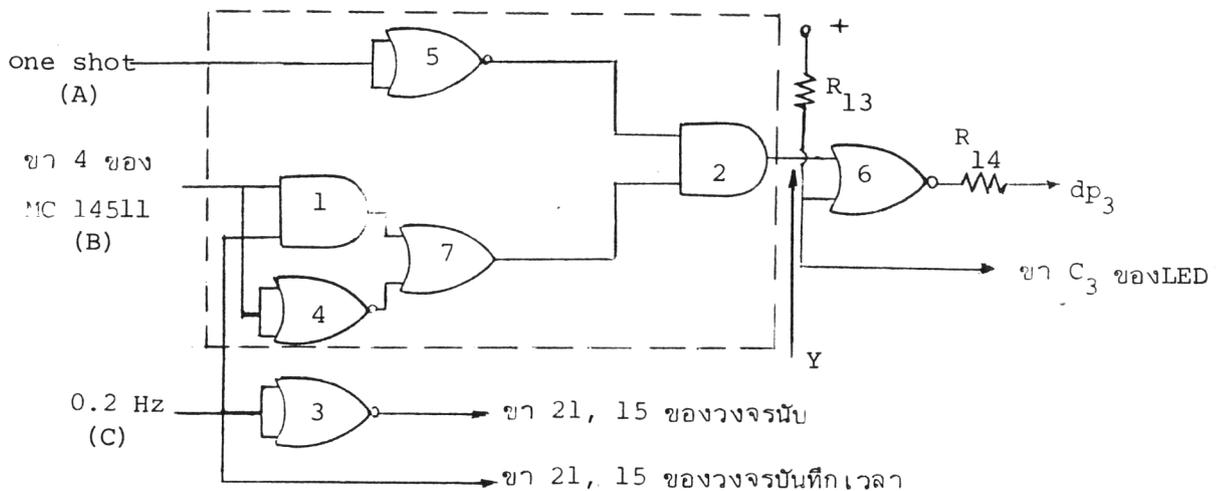 +
one shot
(A)
5
R13
ขา 4 ของ
MC 14511
(B)
1
2
6
R14
dp3
7
ขา C3 ของLED
4
Y
0.2 Hz
(C)
3
ขา 21, 15 ของวงจรนับ
ขา 21, 15 ของวงจรบันทึกเวลา